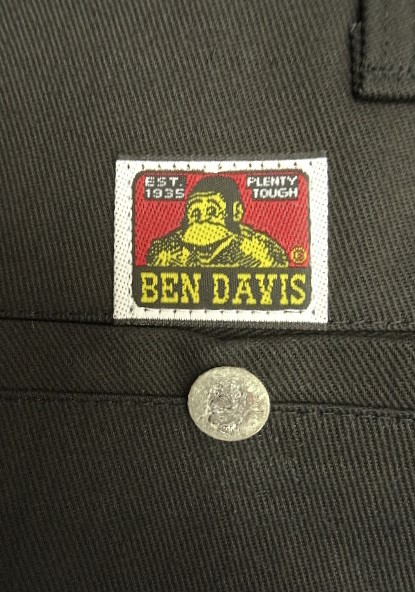 EST. PLENTY
1935 TOUGH
®
BEN DAVIS